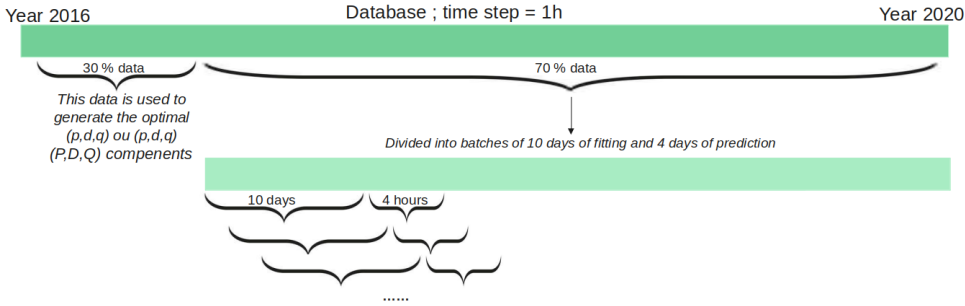 Year 2016
Database ; time step = 1h
Year 2020
30 % data
70 % data
This data is used to
generate the optimal
(p,d,q) ou (p,d,q)
(P,D,Q) compenents
Divided into batches of 10 days of fitting and 4 days of prediction
10 days
4 hours
......